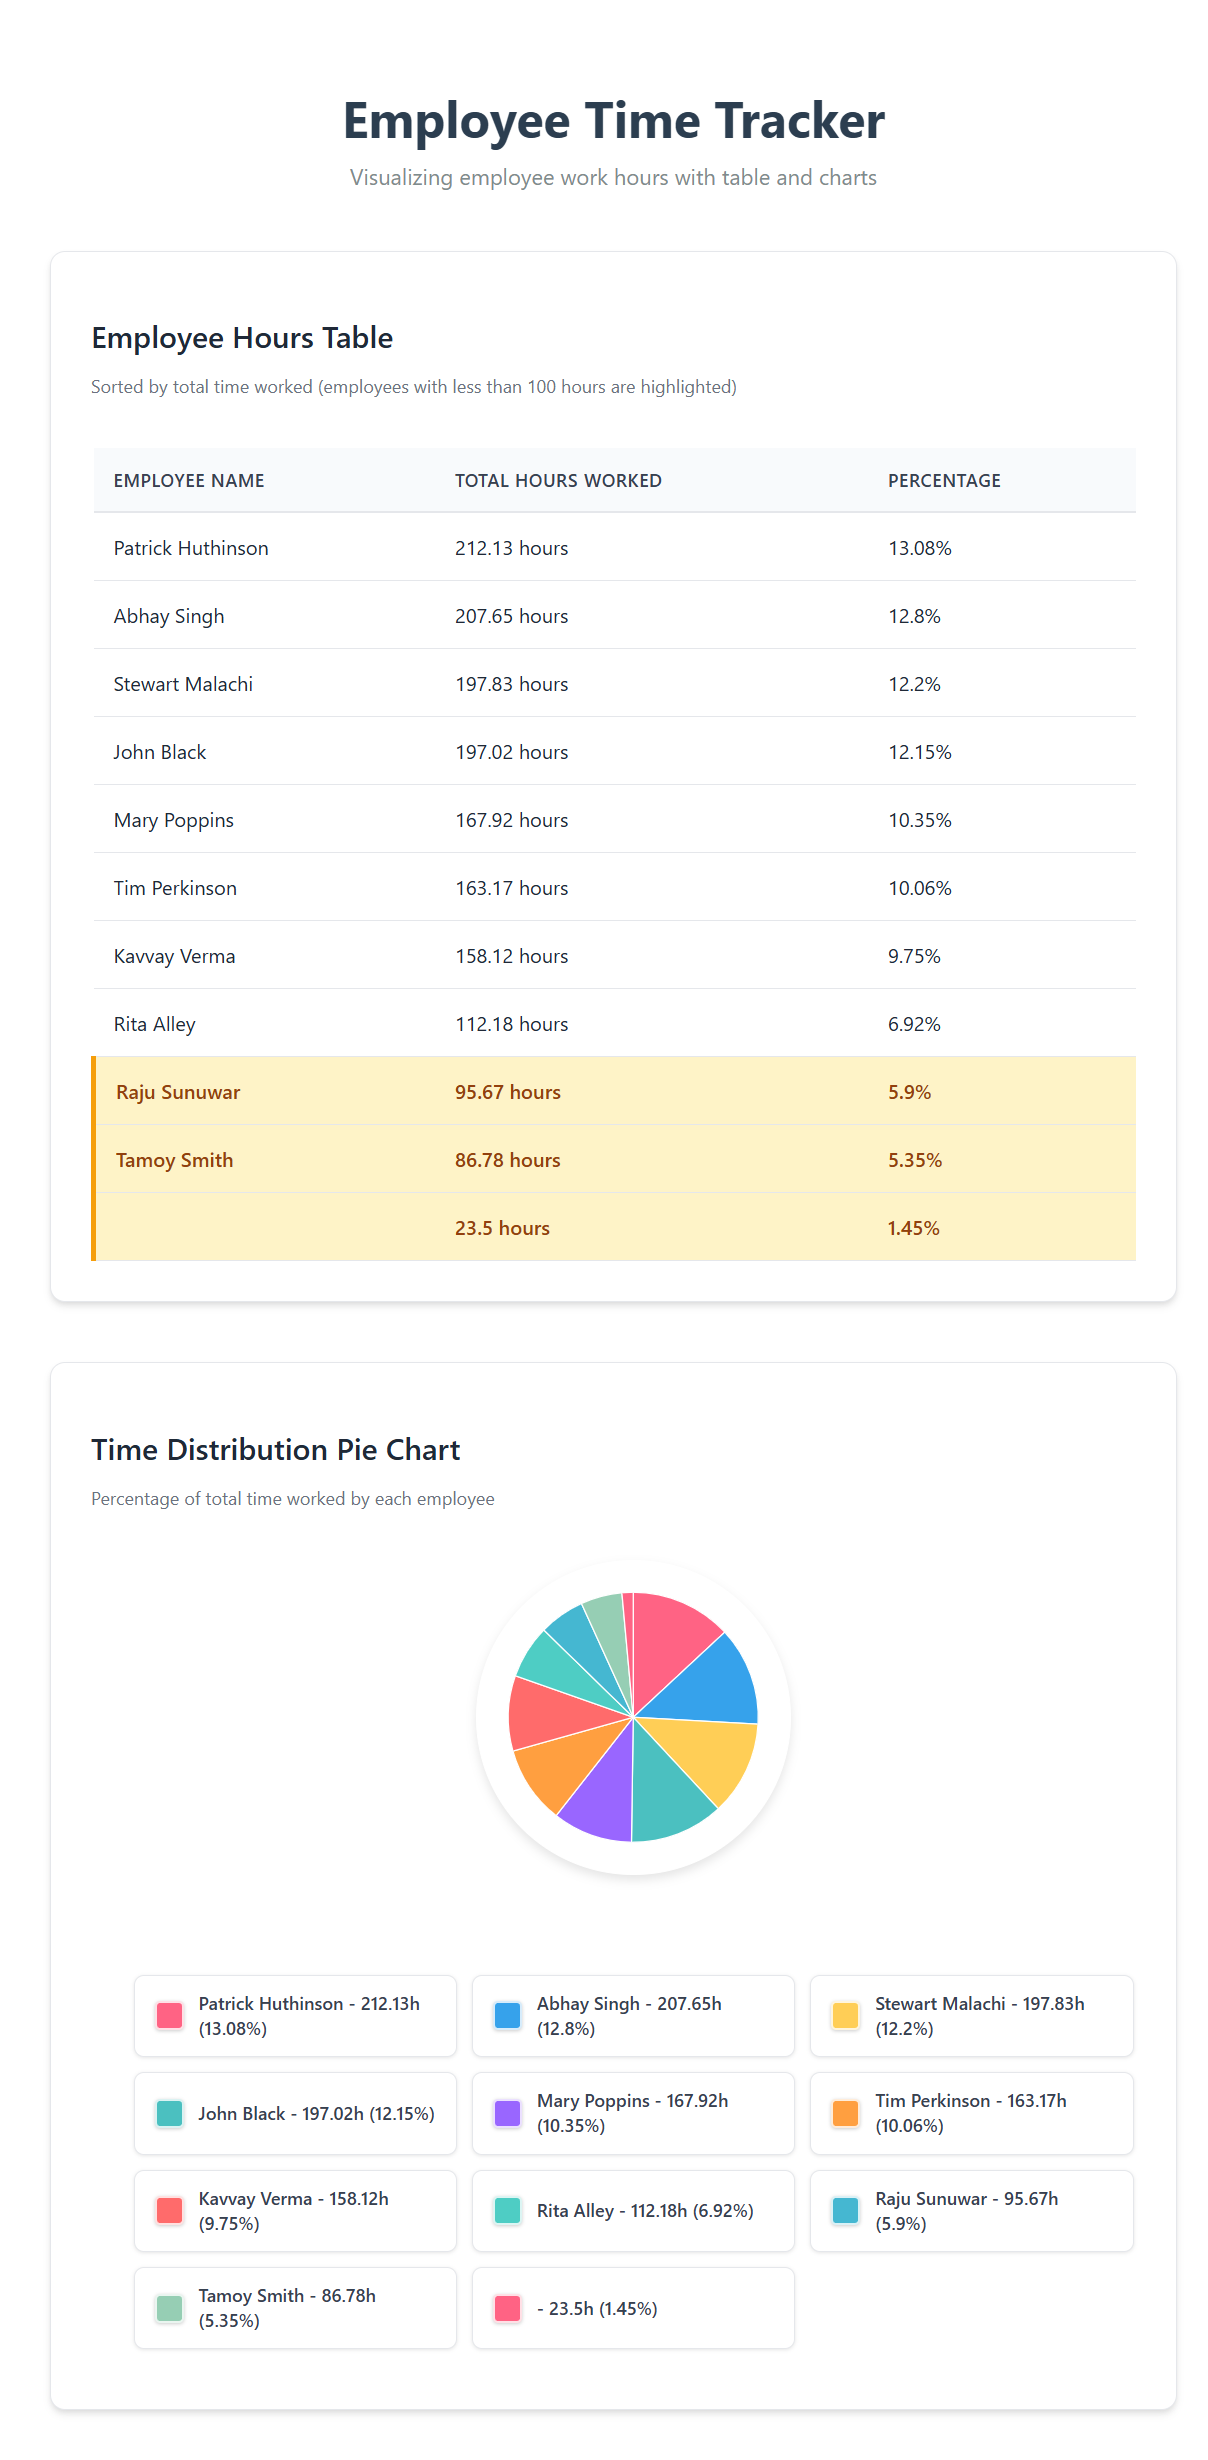 Employee Time Tracker
Visualizing employee work hours with table and charts
Employee Hours Table
Sorted by total time worked (employees with less than 100 hours are highlighted)
EMPLOYEE NAME TOTAL HOURS WORKED PERCENTAGE
Patrick Huthinson 212.13 hours 13.08%
Abhay Singh 207.65 hours 12.8%
Stewart Malachi 197.83 hours 12.2%
John Black 197.02 hours 12.15%
Mary Poppins 167.92 hours 10.35%
Tim Perkinson 163.17 hours 10.06%
Kavvay Verma 158.12 hours 9.75%
Rita Alley 112.18 hours 6.92%
Raju Sunuwar 95.67 hours 5.9%
Tamoy Smith 86.78 hours 5.35%
23.5 hours 1.45%
Time Distribution Pie Chart
Percentage of total time worked by each employee
Patrick Huthinson - 212.13h
(13.08%)
Abhay Singh - 207.65h
(12.8%)
Stewart Malachi - 197.83h
(12.2%)
John Black - 197.02h (12.15%)
Mary Poppins - 167.92h
(10.35%)
Tim Perkinson - 163.17h
(10.06%)
Kavvay Verma - 158.12h
(9.75%)
Rita Alley - 112.18h (6.92%)
Raju Sunuwar - 95.67h
(5.9%)
Tamoy Smith - 86.78h
(5.35%)
- 23.5h (1.45%)